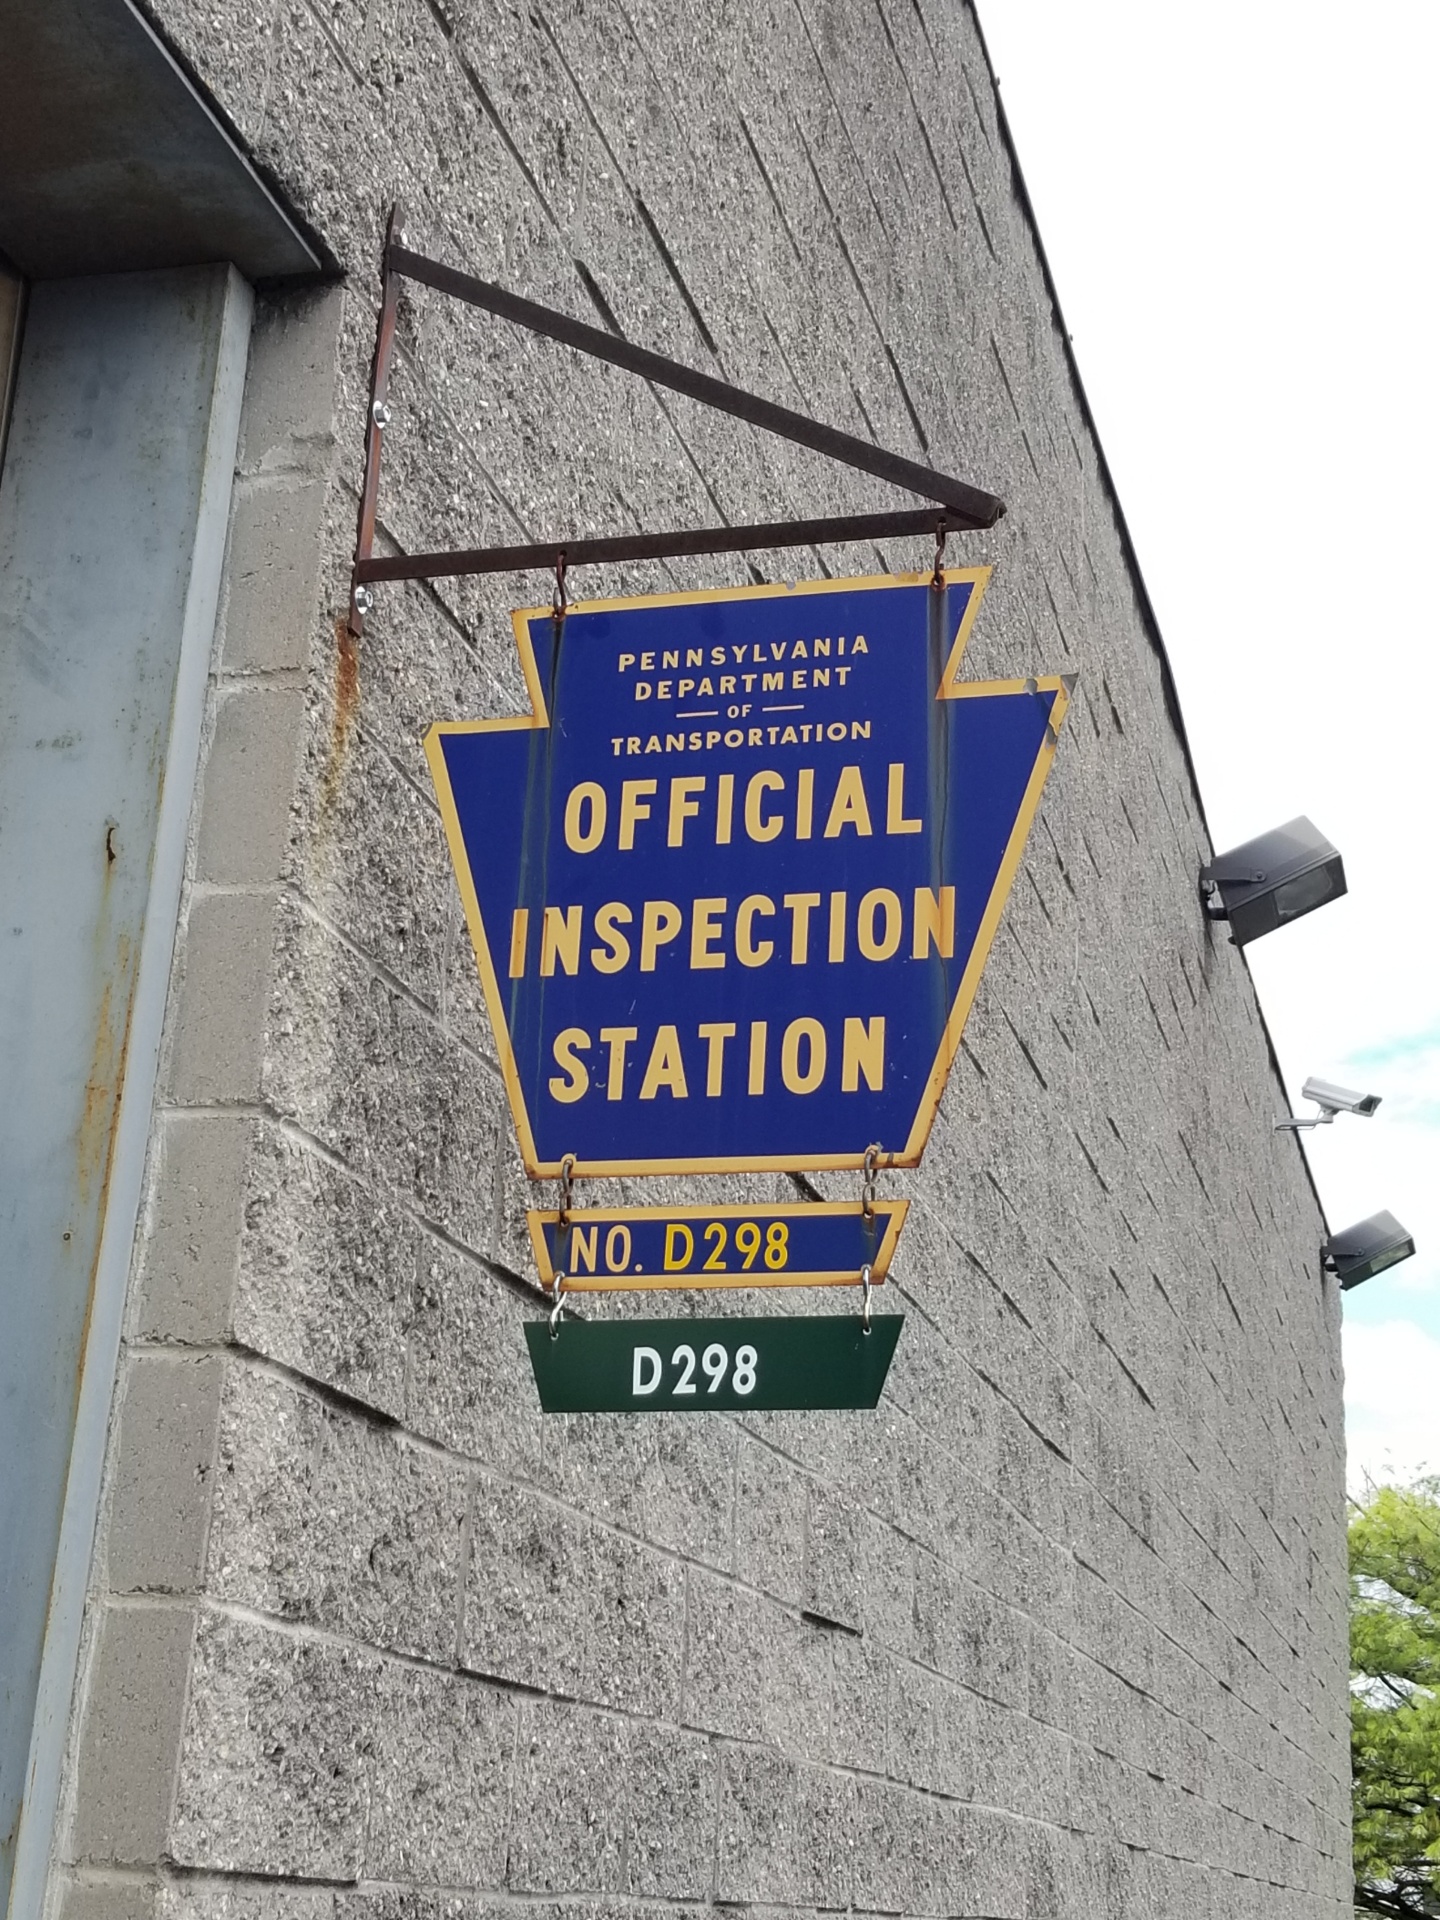 PENNSYLVANIA
DEPARTMENT
OF
TRANSPORTATION
OFFICIAL
INSPECTION
STATION
NO. D298
D298